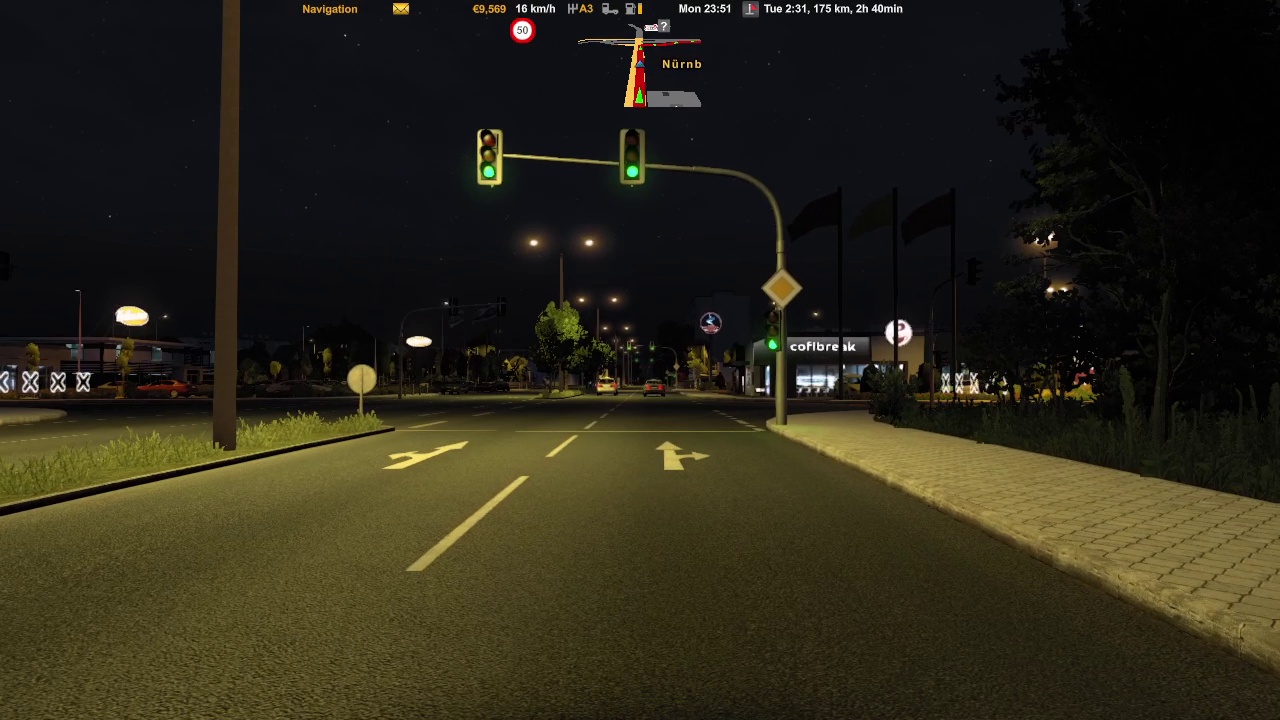 Navigation €9,569 16 km/h A3 Mon 23:51 Tue 2:31, 175 km, 2h 40min
50
?
Nürnb
coffbreak